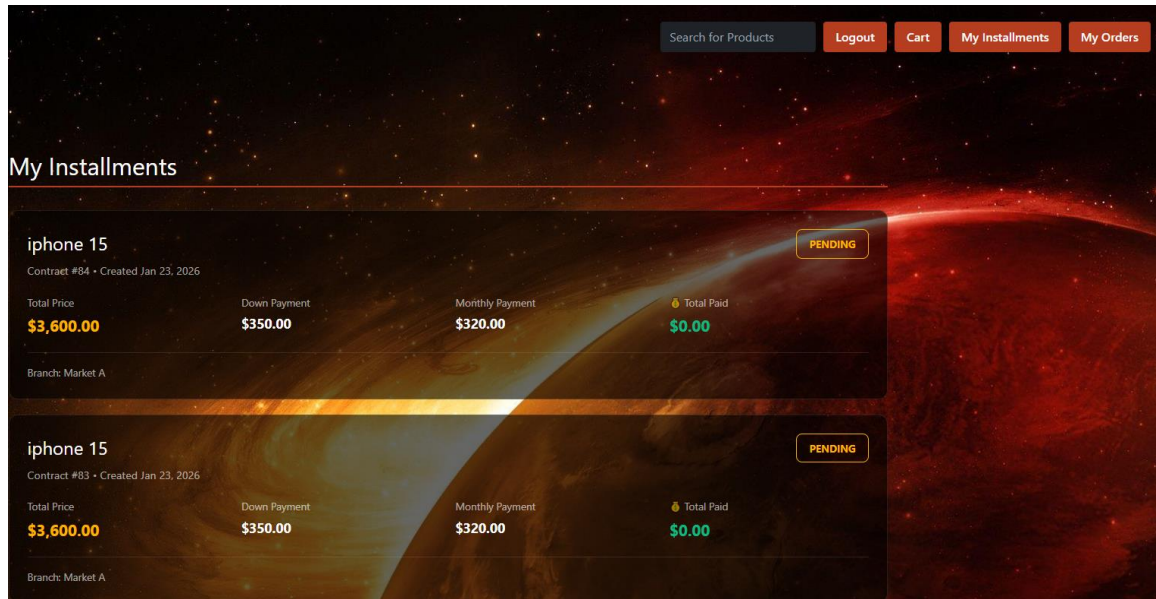 Search for Products Logout Cart My Installments My Orders
My Installments
iphone 15 PENDING
Contract #84 • Created Jan 23, 2026
Total Price Down Payment Monthly Payment 💰 Total Paid
$3,600.00 $350.00 $320.00 $0.00
Branch: Market A
iphone 15 PENDING
Contract #83 • Created Jan 23, 2026
Total Price Down Payment Monthly Payment 💰 Total Paid
$3,600.00 $350.00 $320.00 $0.00
Branch: Market A